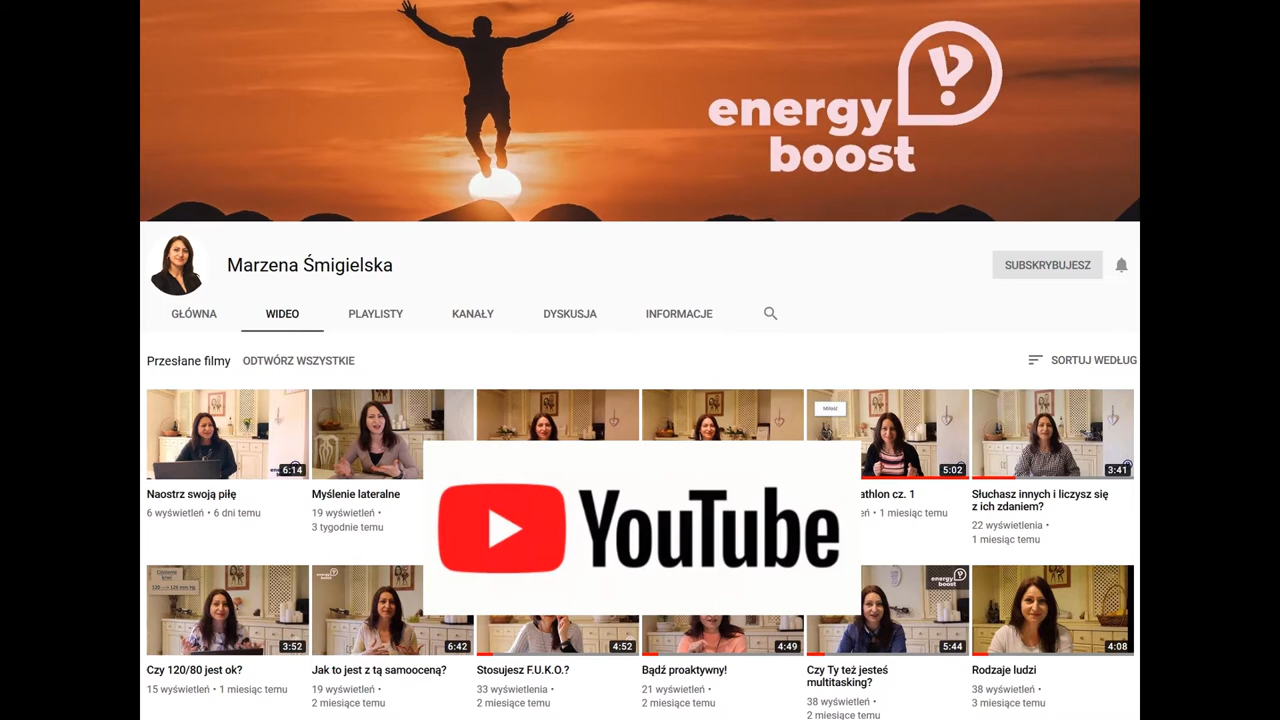 energy
boost
Marzena Śmigielska
SUBSKRYBUJESZ
GŁÓWNA
WIDEO
PLAYLISTY
KANAŁY
DYSKUSJA
INFORMACJE
Przesłane filmy
ODTWÓRZ WSZYSTKIE
SORTUJ WEDŁUG
6:14
Naostrz swoją piłę
6 wyświetleń • 6 dni temu
Myślenie lateralne
19 wyświetleń •
3 tygodnie temu
Miłość
5:02
athlon cz. 1
• 1 miesiąc temu
3:41
Słuchasz innych i liczysz się
z ich zdaniem?
22 wyświetlenia •
1 miesiąc temu
YouTube
3:52
Czy 120/80 jest ok?
15 wyświetleń • 1 miesiąc temu
6:42
Jak to jest z tą samooceną?
19 wyświetleń •
2 miesiące temu
4:52
Stosujesz F.U.K.O.?
33 wyświetlenia •
2 miesiące temu
4:49
Bądź proaktywny!
21 wyświetleń •
2 miesiące temu
energy
boost
5:44
Czy Ty też jesteś
multitasking?
38 wyświetleń •
2 miesiące temu
4:08
Rodzaje ludzi
38 wyświetleń •
3 miesiące temu